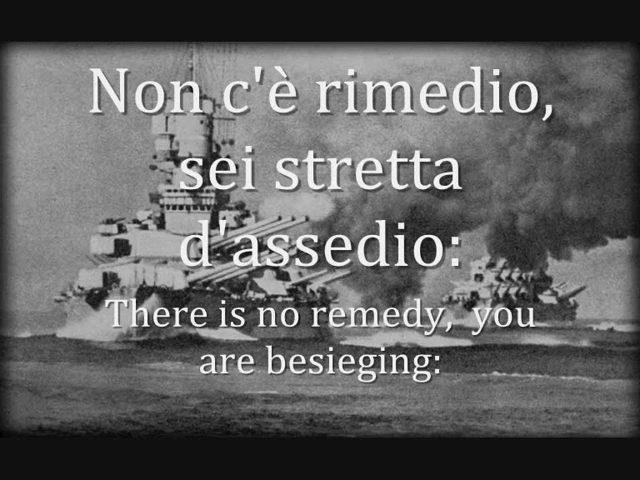 Non c'è rimedio,
sei stretta
d'assedio:
There is no remedy,  you
are besieging: